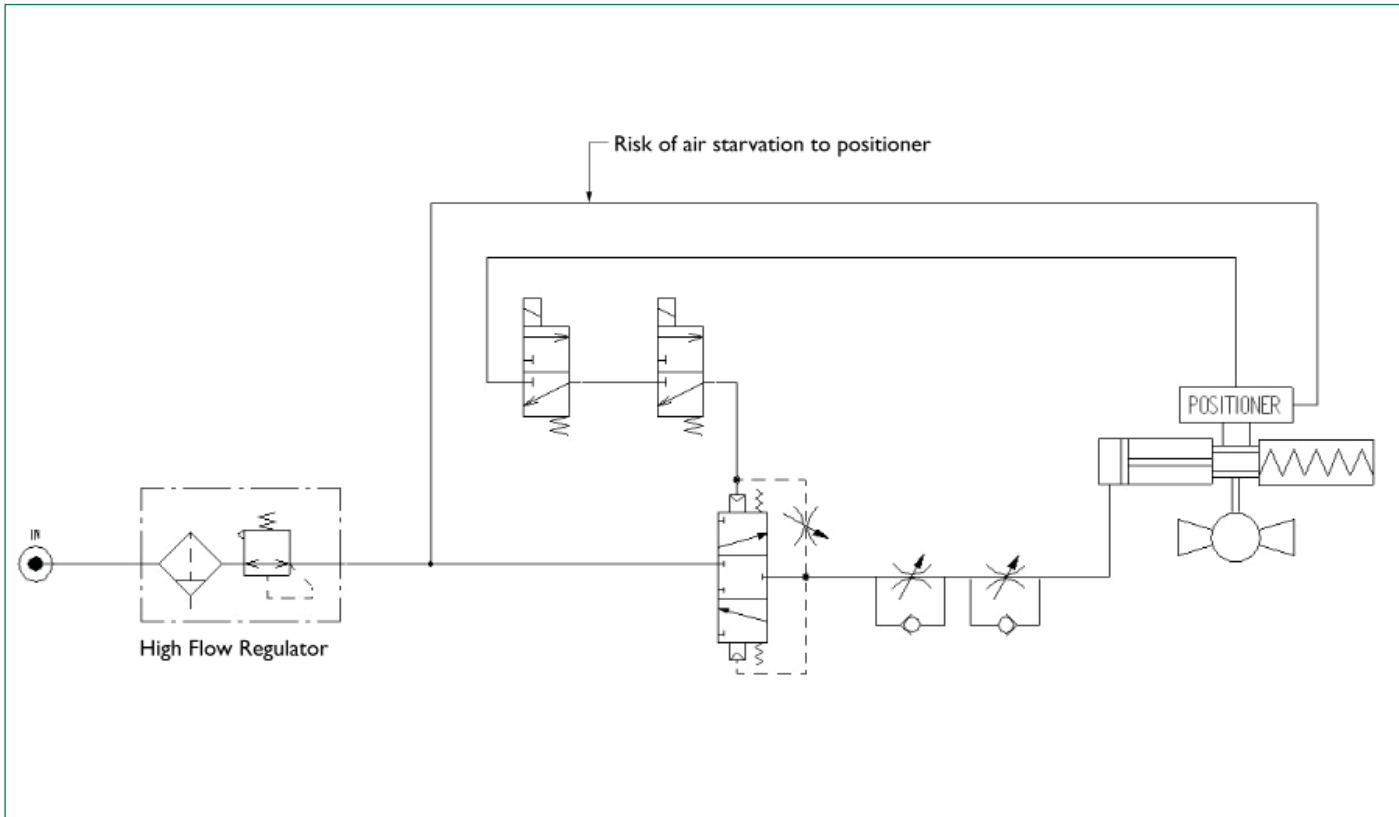 Risk of air starvation to positioner
POSITIONER
IN
High Flow Regulator